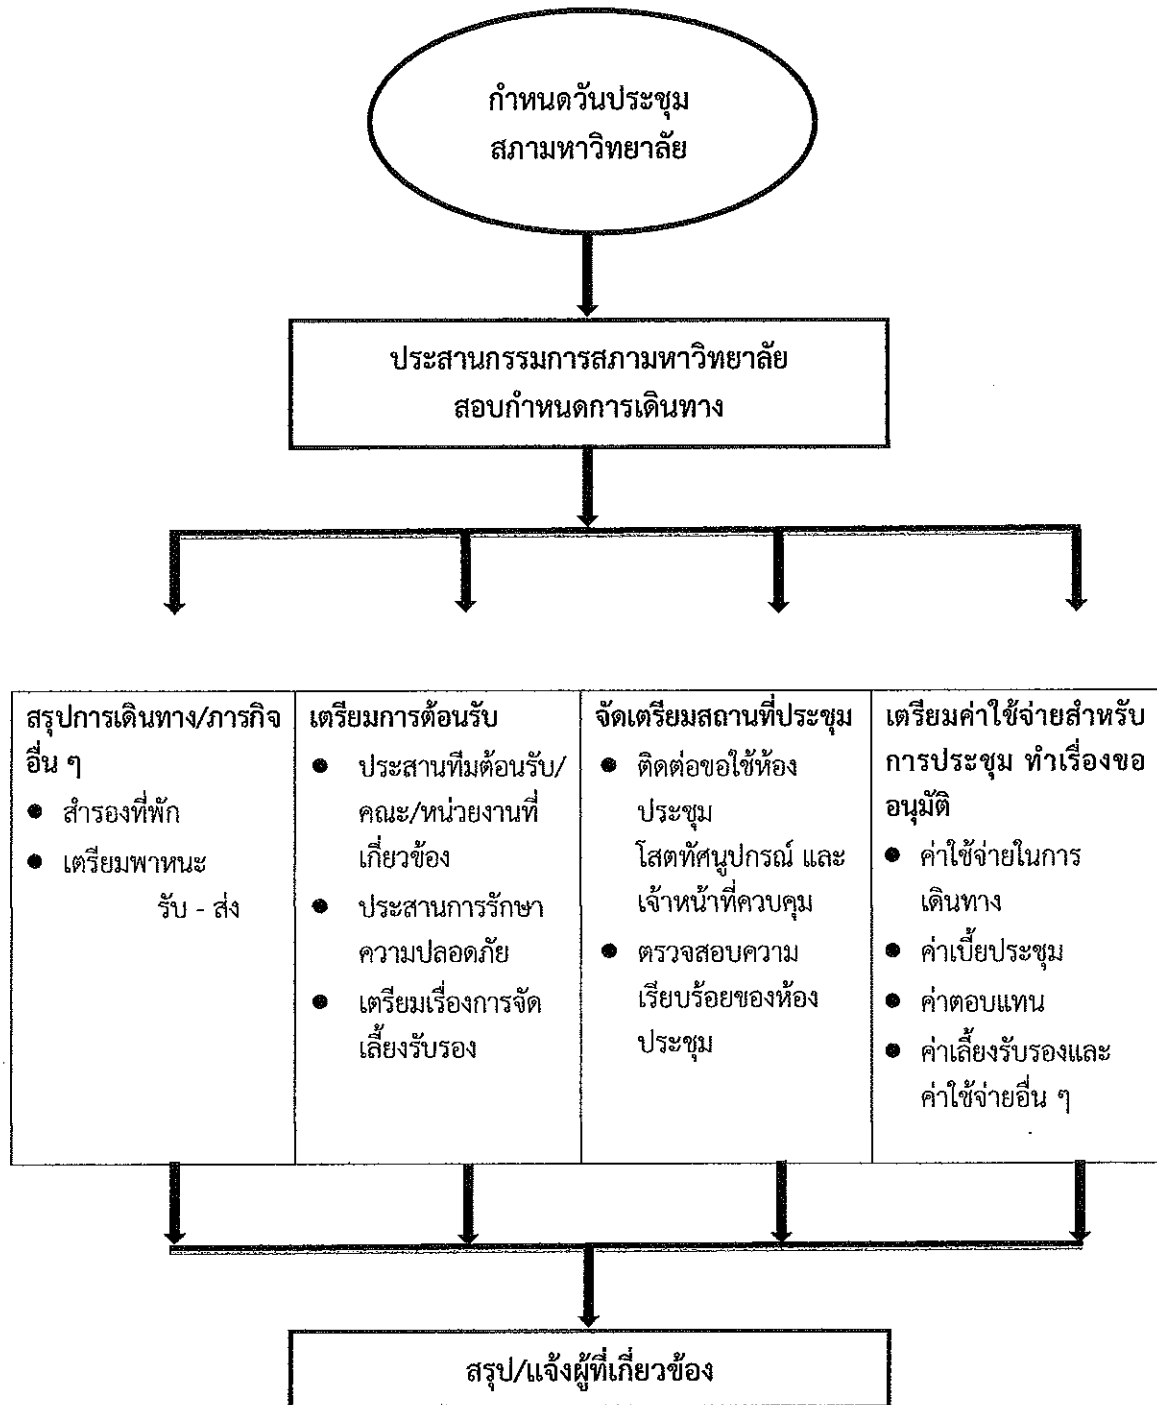 กำหนดวันประชุม
สภามหาวิทยาลัย
ประสานกรรมการสภามหาวิทยาลัย
สอบกำหนดการเดินทาง
สรุปการเดินทาง/ภารกิจ
อื่น ๆ
● สำรองที่พัก
● เตรียมพาหนะ
รับ - ส่ง
เตรียมการต้อนรับ
● ประสานทีมต้อนรับ/
คณะ/หน่วยงานที่
เกี่ยวข้อง
● ประสานการรักษา
ความปลอดภัย
● เตรียมเรื่องการจัด
เลี้ยงรับรอง
จัดเตรียมสถานที่ประชุม
● ติดต่อขอใช้ห้อง
ประชุม
โสตทัศนูปกรณ์ และ
เจ้าหน้าที่ควบคุม
● ตรวจสอบความ
เรียบร้อยของห้อง
ประชุม
เตรียมค่าใช้จ่ายสำหรับ
การประชุม ทำเรื่องขอ
อนุมัติ
● ค่าใช้จ่ายในการ
เดินทาง
● ค่าเบี้ยประชุม
● ค่าตอบแทน
● ค่าเลี้ยงรับรองและ
ค่าใช้จ่ายอื่น ๆ
สรุป/แจ้งผู้ที่เกี่ยวข้อง